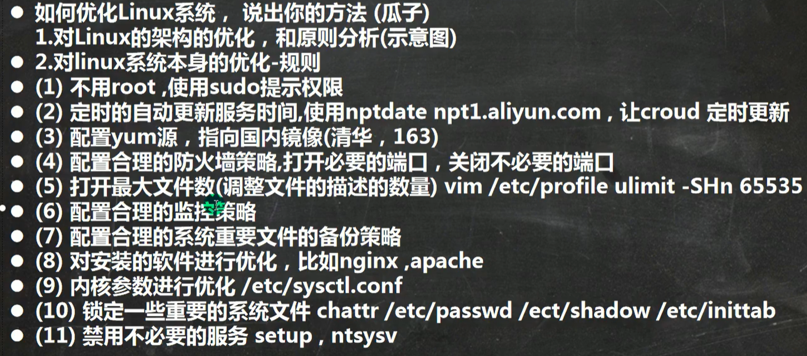 如何优化Linux系统， 说出你的方法 (瓜子)
1.对Linux的架构的优化，和原则分析(示意图)
2.对linux系统本身的优化-规则
(1) 不用root ,使用sudo提示权限
(2) 定时的自动更新服务时间,使用nptdate npt1.aliyun.com , 让croud 定时更新
(3) 配置yum源，指向国内镜像(清华，163)
(4) 配置合理的防火墙策略,打开必要的端口，关闭不必要的端口
(5) 打开最大文件数(调整文件的描述的数量) vim /etc/profile ulimit -SHn 65535
(6) 配置合理的监控策略
(7) 配置合理的系统重要文件的备份策略
(8) 对安装的软件进行优化，比如nginx ,apache
(9) 内核参数进行优化 /etc/sysctl.conf
(10) 锁定一些重要的系统文件 chattr /etc/passwd /ect/shadow /etc/inittab
(11) 禁用不必要的服务 setup , ntsysv